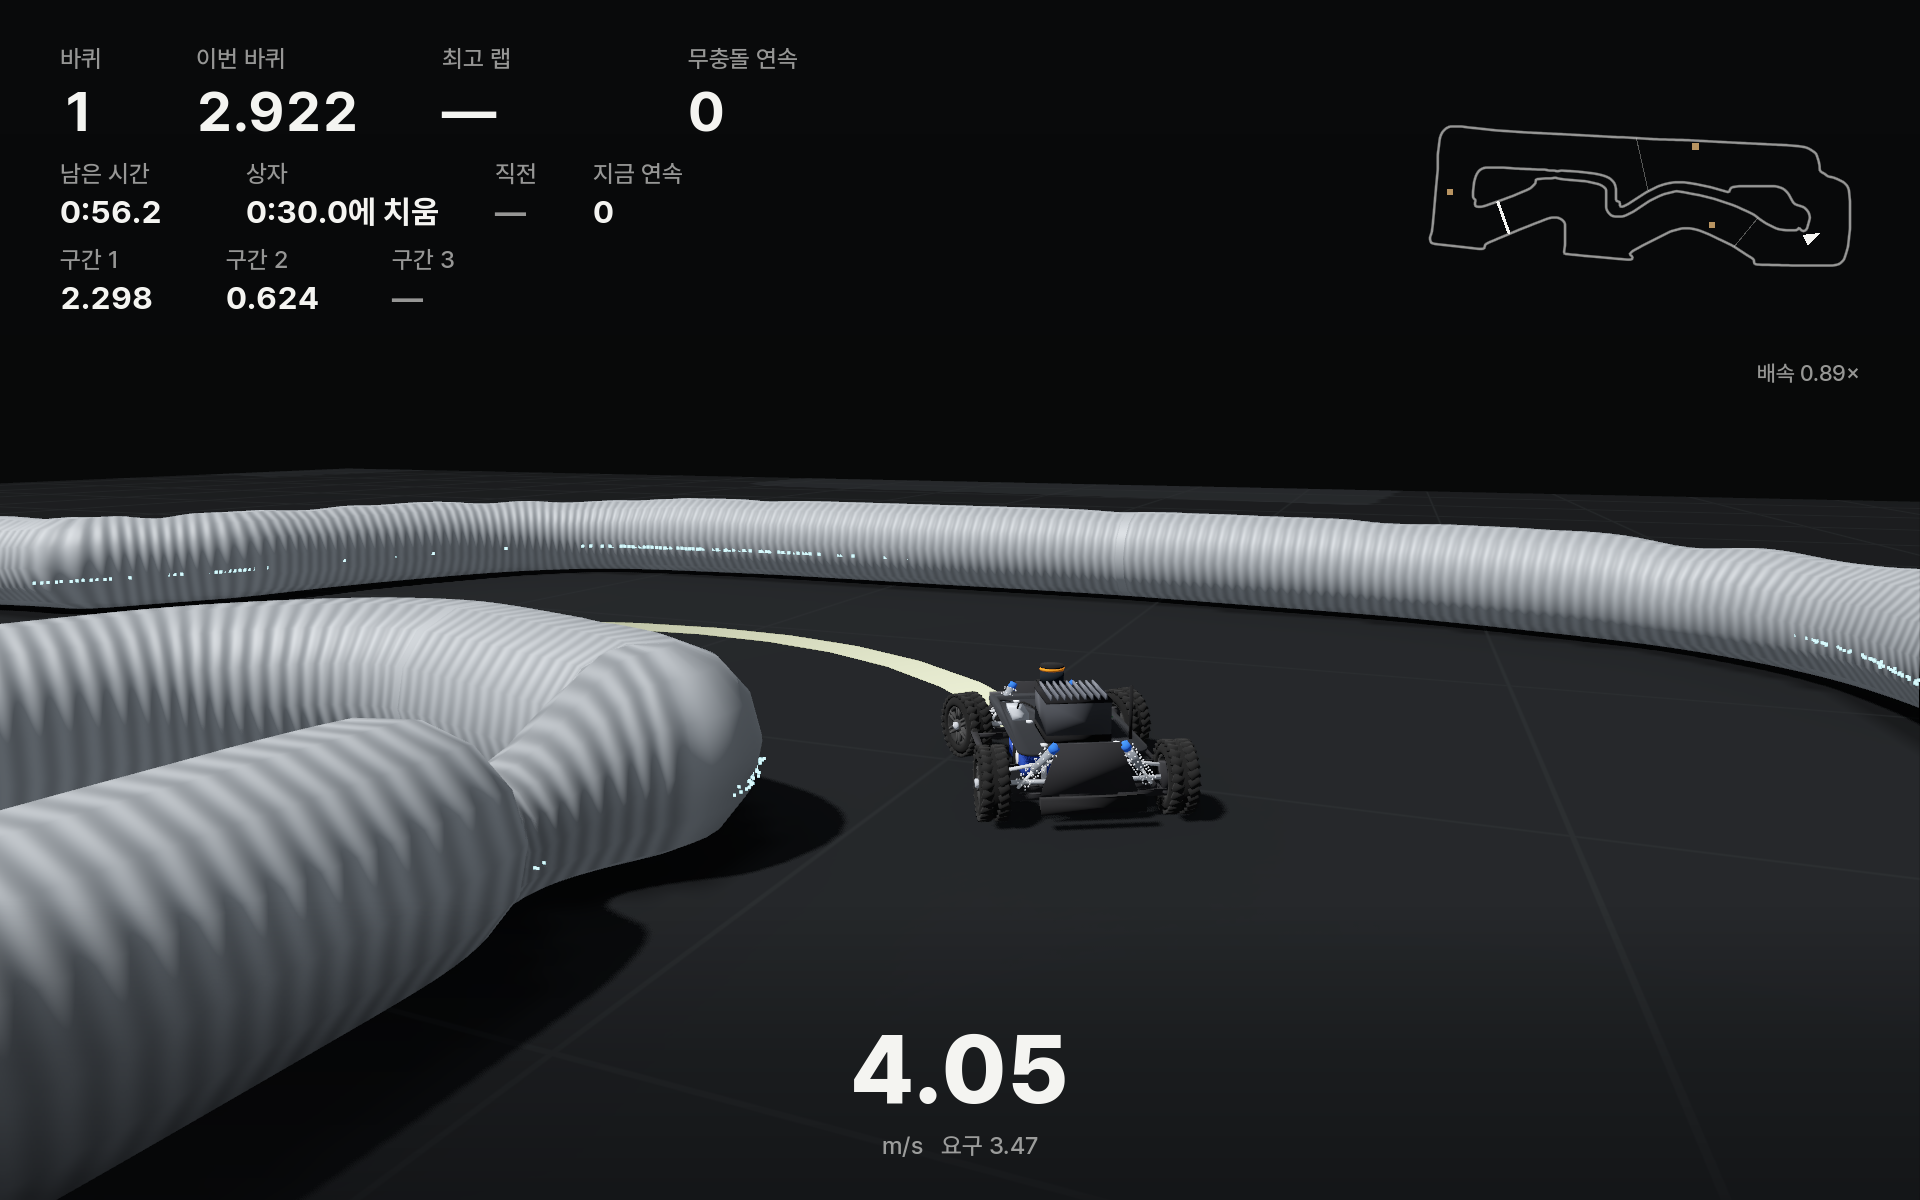 바퀴 이번 바퀴 최고 랩 무충돌 연속
1 2.922 — 0
남은 시간 상자 직전 지금 연속
0:56.2 0:30.0에 치움 — 0
구간 1 구간 2 구간 3
2.298 0.624 —
배속 0.89×
4.05
m/s 요구 3.47